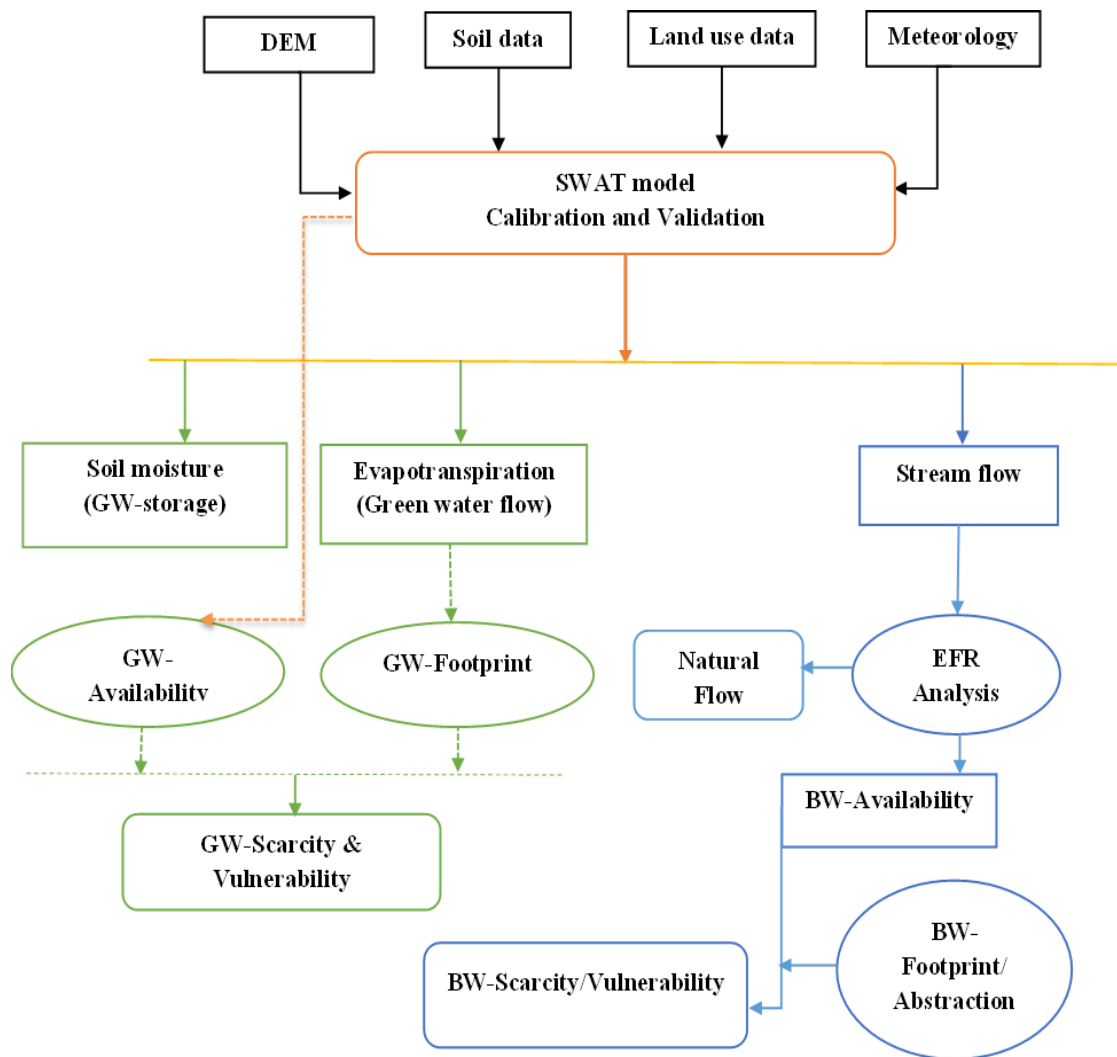 DEM
Soil data
Land use data
Meteorology
SWAT model
Calibration and Validation
Soil moisture
(GW-storage)
Evapotranspiration
(Green water flow)
Stream flow
GW-
Availability
GW-Footprint
Natural
Flow
EFR
Analysis
BW-Availability
GW-Scarcity &
Vulnerability
BW-
Footprint/
Abstraction
BW-Scarcity/Vulnerability